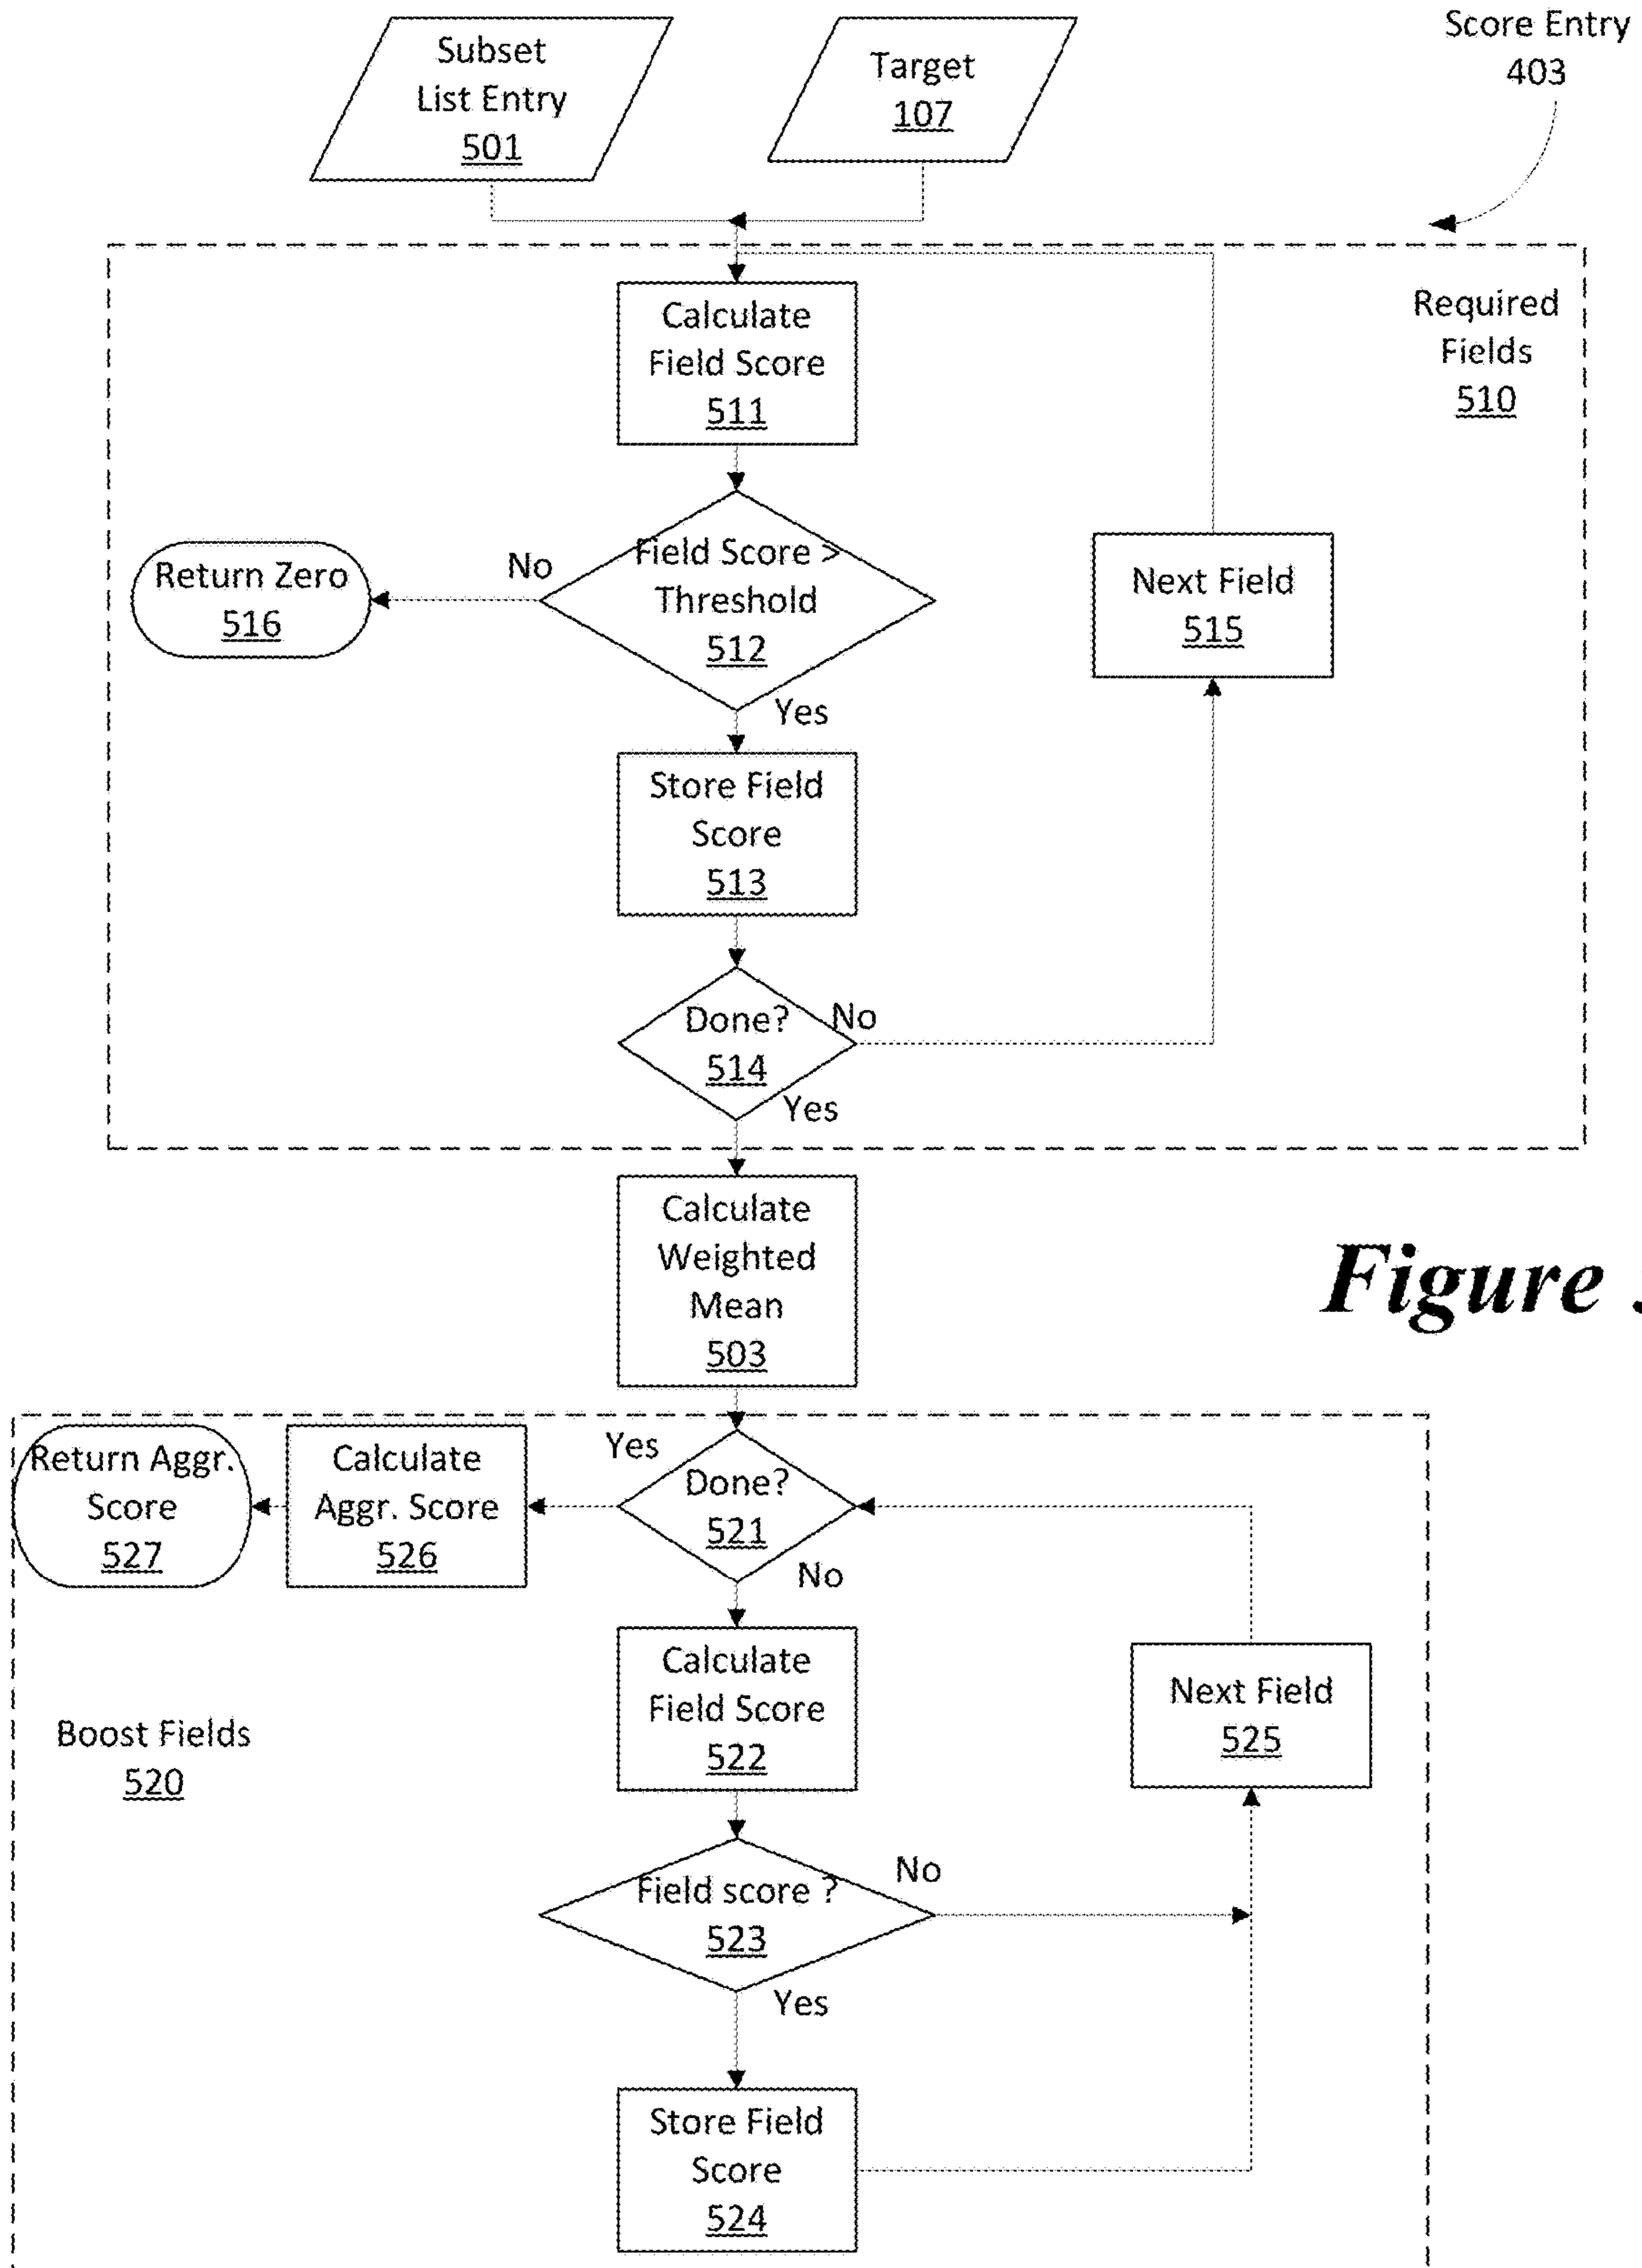 Subset
List Entry
501
Target
107
Score Entry
403
Required
Fields
510
Calculate
Field Score
511
Field Score >
Threshold
512
No
Return Zero
516
Next Field
515
Yes
Store Field
Score
513
Done?
514
No
Yes
Calculate
Weighted
Mean
503
Figure
Return Aggr.
Score
527
Calculate
Aggr. Score
526
Yes
Done?
521
No
Calculate
Field Score
522
Next Field
525
Boost Fields
520
Field score ?
523
No
Yes
Store Field
Score
524